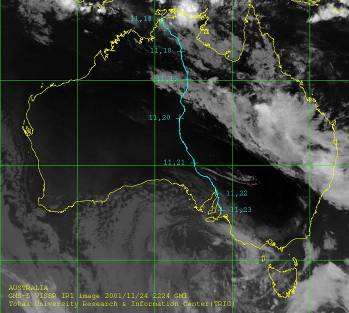 11,18
11,18
11,20
11,21
11,22
11,23
AUSTRALIA
GMS-5 VISSR IR1 image 2001/11/24 2224 GMT
Tokai University Research & Information Center(TRIC)